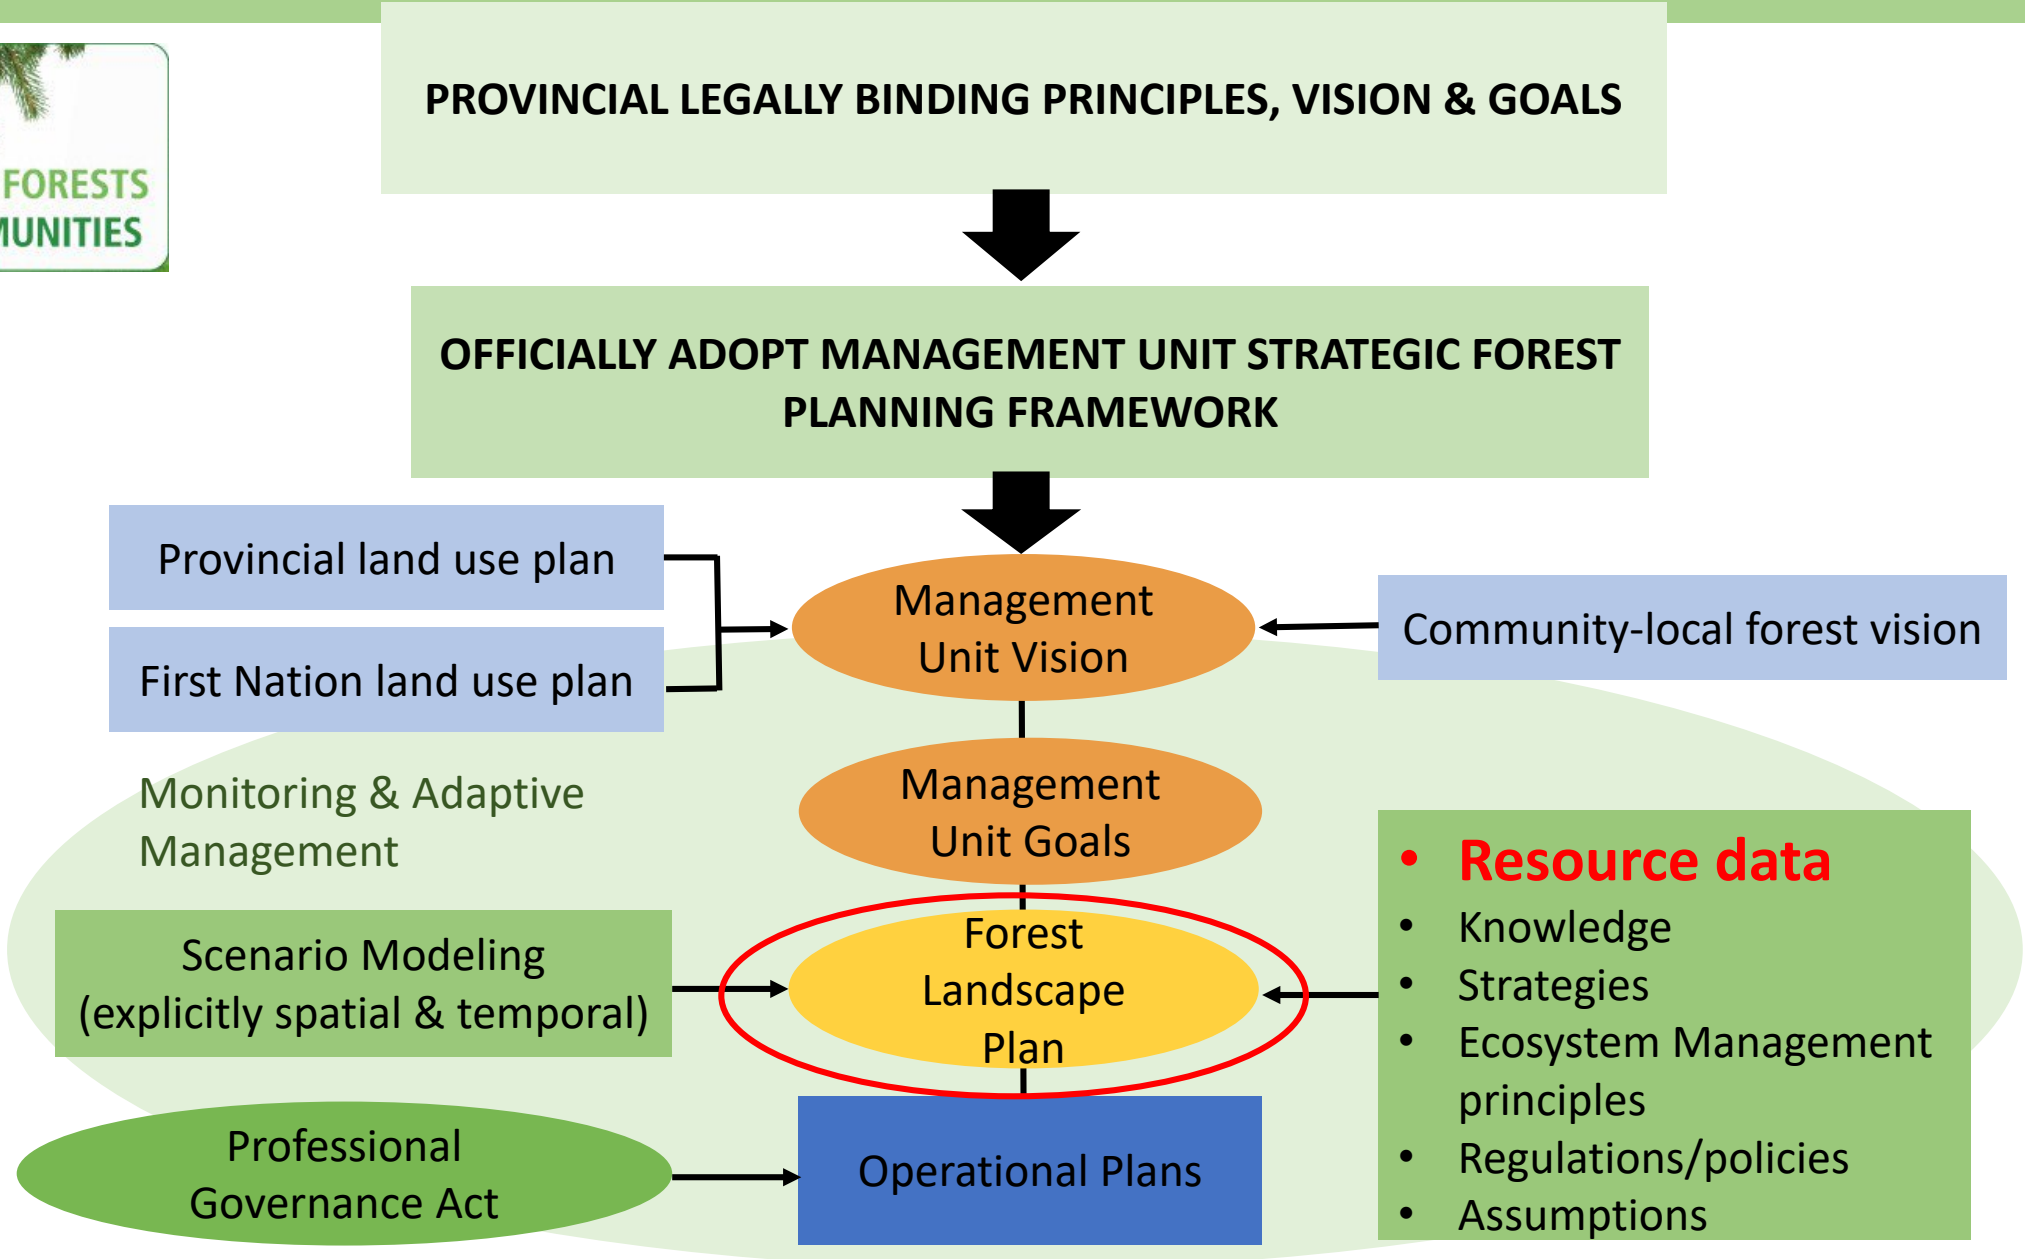 PROVINCIAL LEGALLY BINDING PRINCIPLES, VISION & GOALS
FORESTS
MUNITIES
OFFICIALLY ADOPT MANAGEMENT UNIT STRATEGIC FOREST
PLANNING FRAMEWORK
Provincial land use plan
First Nation land use plan
Management
Unit Vision
Community-local forest vision
Monitoring & Adaptive
Management
Management
Unit Goals
Scenario Modeling
(explicitly spatial & temporal)
Forest
Landscape
Plan
• Resource data
• Knowledge
• Strategies
• Ecosystem Management
principles
• Regulations/policies
• Assumptions
Professional
Governance Act
Operational Plans